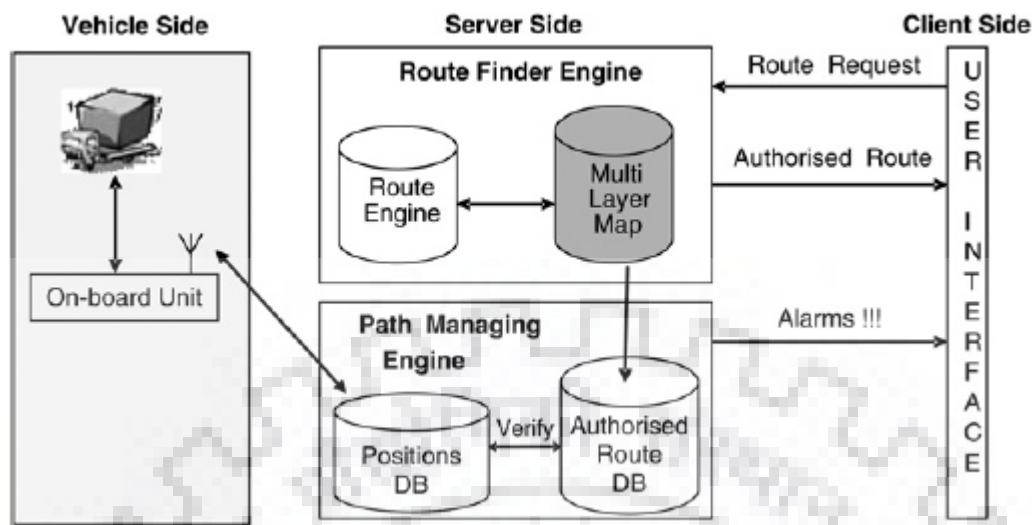 Vehicle Side
On-board Unit
Server Side
Route Finder Engine
Route
Engine
Multi
Layer
Map
Path Managing
Engine
Positions
DB
Verify
Authorised
Route
DB
Client Side
Route Request
Authorised Route
Alarms !!!
USER INTERFACE